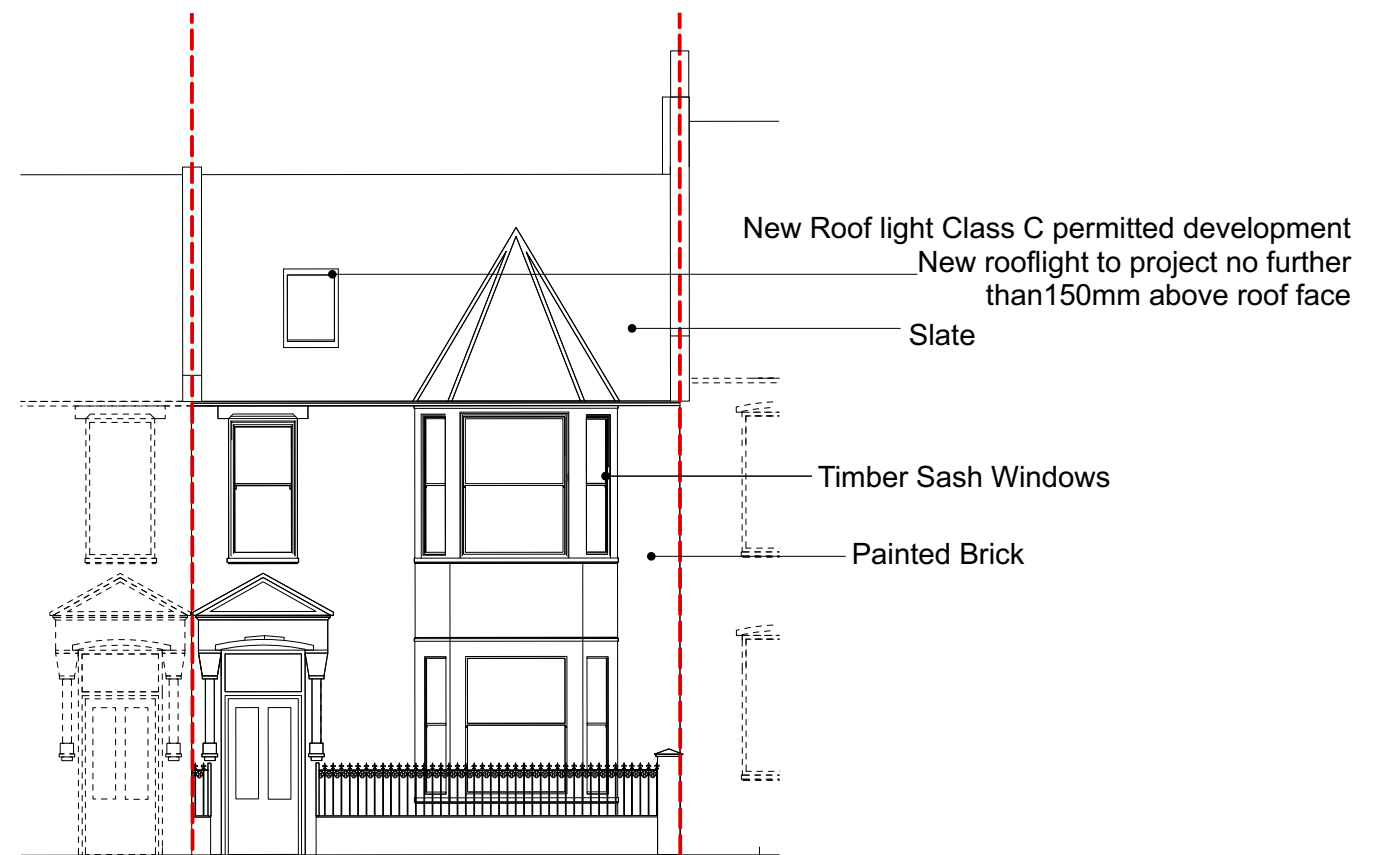 New Roof light Class C permitted development
New rooflight to project no further
than150mm above roof face
Slate
Timber Sash Windows
Painted Brick